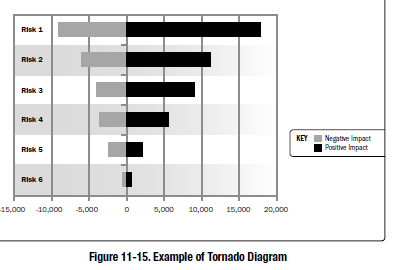 Risk 1
Risk 2
Risk 3
Risk 4
Risk 5
Risk 6
KEY
Negative Impact
Positive Impact
-15,000 -10,000 -5,000 0 5,000 10,000 15,000 20,000
Figure 11-15. Example of Tornado Diagram